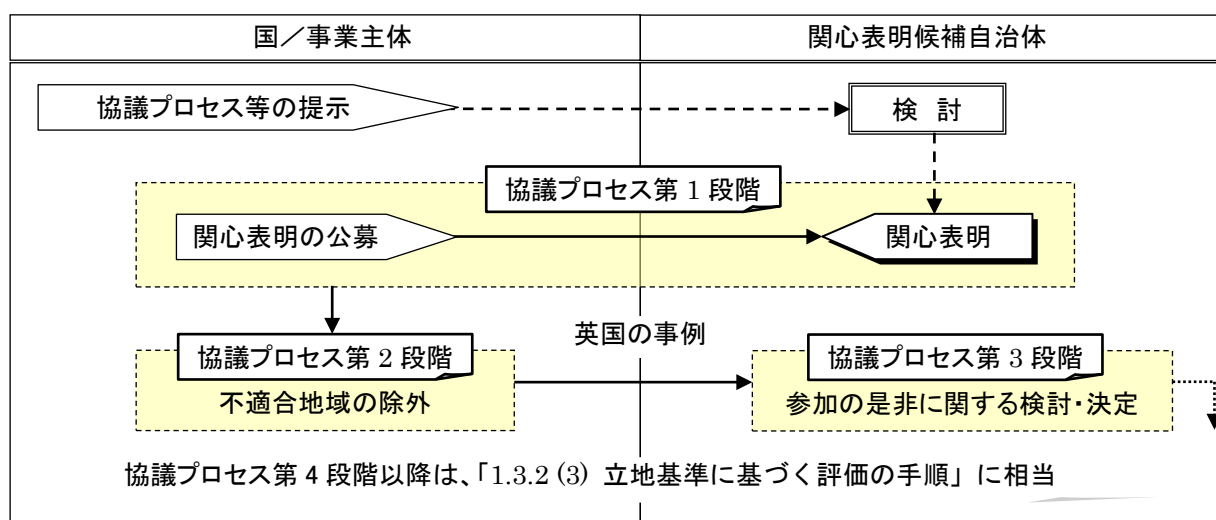 国／事業主体
関心表明候補自治体
協議プロセス等の提示
検 討
協議プロセス第 1 段階
関心表明の公募
関心表明
英国の事例
協議プロセス第 2 段階
不適合地域の除外
協議プロセス第 3 段階
参加の是非に関する検討・決定
協議プロセス第 4 段階以降は、「1.3.2 (3) 立地基準に基づく評価の手順」に相当